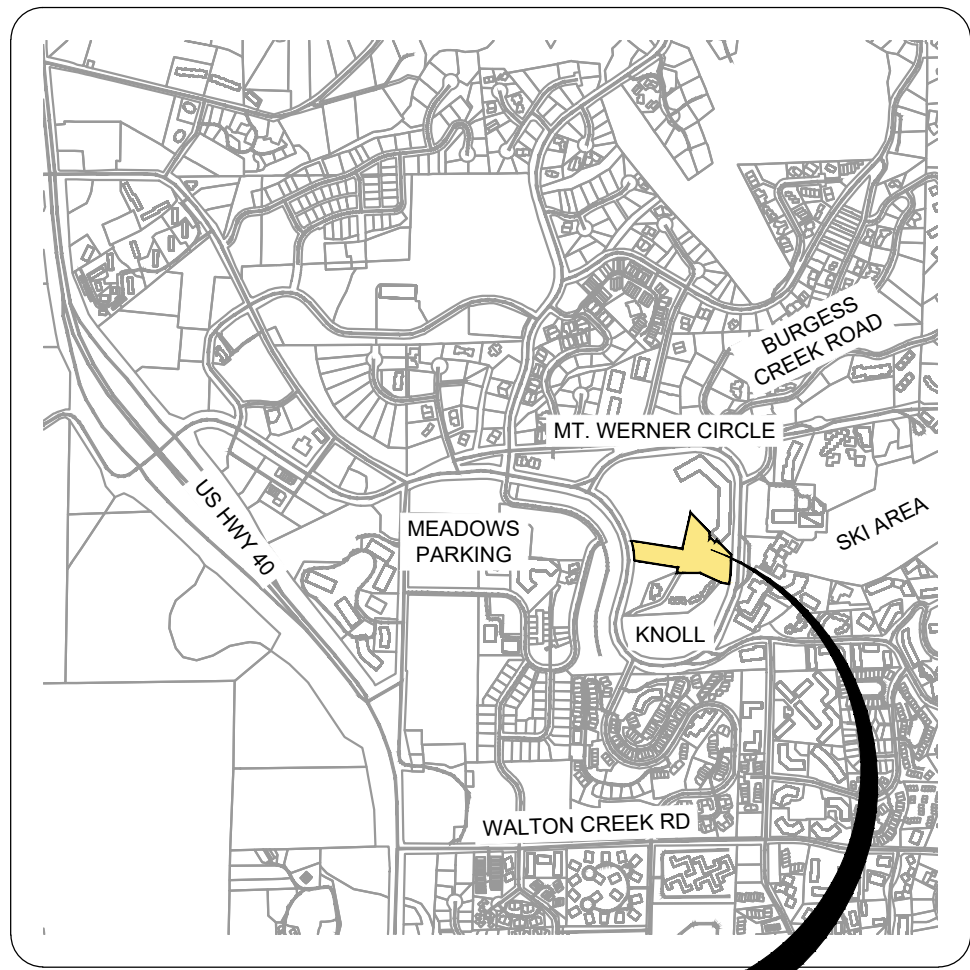 BURGESS
CREEK ROAD
MT. WERNER CIRCLE
US HWY 40
MEADOWS
PARKING
SKI AREA
KNOLL
WALTON CREEK RD